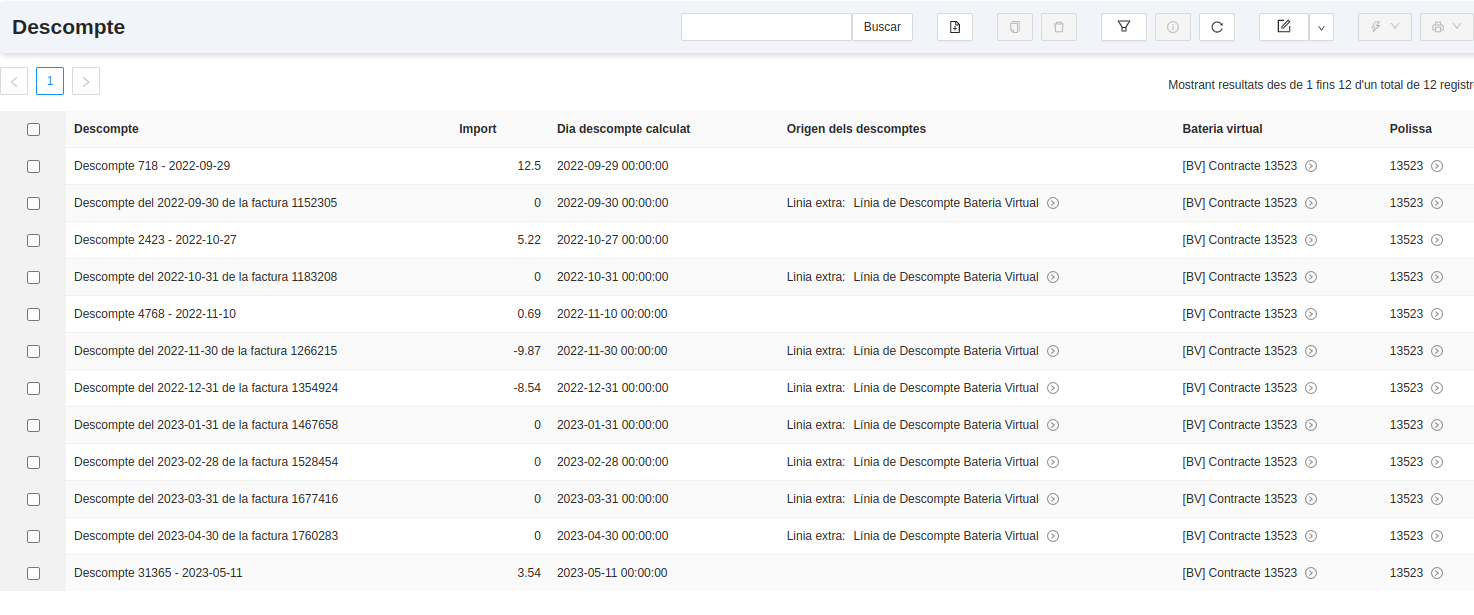 Descompte
Buscar
1
Mostrant resultats des de 1 fins 12 d'un total de 12 registr
Descompte Import Dia descompte calculat Origen dels descomptes Bateria virtual Polissa
Descompte 718 - 2022-09-29 12.5 2022-09-29 00:00:00 [BV] Contracte 13523 13523
Descompte del 2022-09-30 de la factura 1152305 0 2022-09-30 00:00:00 Linia extra: Línia de Descompte Bateria Virtual [BV] Contracte 13523 13523
Descompte 2423 - 2022-10-27 5.22 2022-10-27 00:00:00 [BV] Contracte 13523 13523
Descompte del 2022-10-31 de la factura 1183208 0 2022-10-31 00:00:00 Linia extra: Línia de Descompte Bateria Virtual [BV] Contracte 13523 13523
Descompte 4768 - 2022-11-10 0.69 2022-11-10 00:00:00 [BV] Contracte 13523 13523
Descompte del 2022-11-30 de la factura 1266215 -9.87 2022-11-30 00:00:00 Linia extra: Línia de Descompte Bateria Virtual [BV] Contracte 13523 13523
Descompte del 2022-12-31 de la factura 1354924 -8.54 2022-12-31 00:00:00 Linia extra: Línia de Descompte Bateria Virtual [BV] Contracte 13523 13523
Descompte del 2023-01-31 de la factura 1467658 0 2023-01-31 00:00:00 Linia extra: Línia de Descompte Bateria Virtual [BV] Contracte 13523 13523
Descompte del 2023-02-28 de la factura 1528454 0 2023-02-28 00:00:00 Linia extra: Línia de Descompte Bateria Virtual [BV] Contracte 13523 13523
Descompte del 2023-03-31 de la factura 1677416 0 2023-03-31 00:00:00 Linia extra: Línia de Descompte Bateria Virtual [BV] Contracte 13523 13523
Descompte del 2023-04-30 de la factura 1760283 0 2023-04-30 00:00:00 Linia extra: Línia de Descompte Bateria Virtual [BV] Contracte 13523 13523
Descompte 31365 - 2023-05-11 3.54 2023-05-11 00:00:00 [BV] Contracte 13523 13523